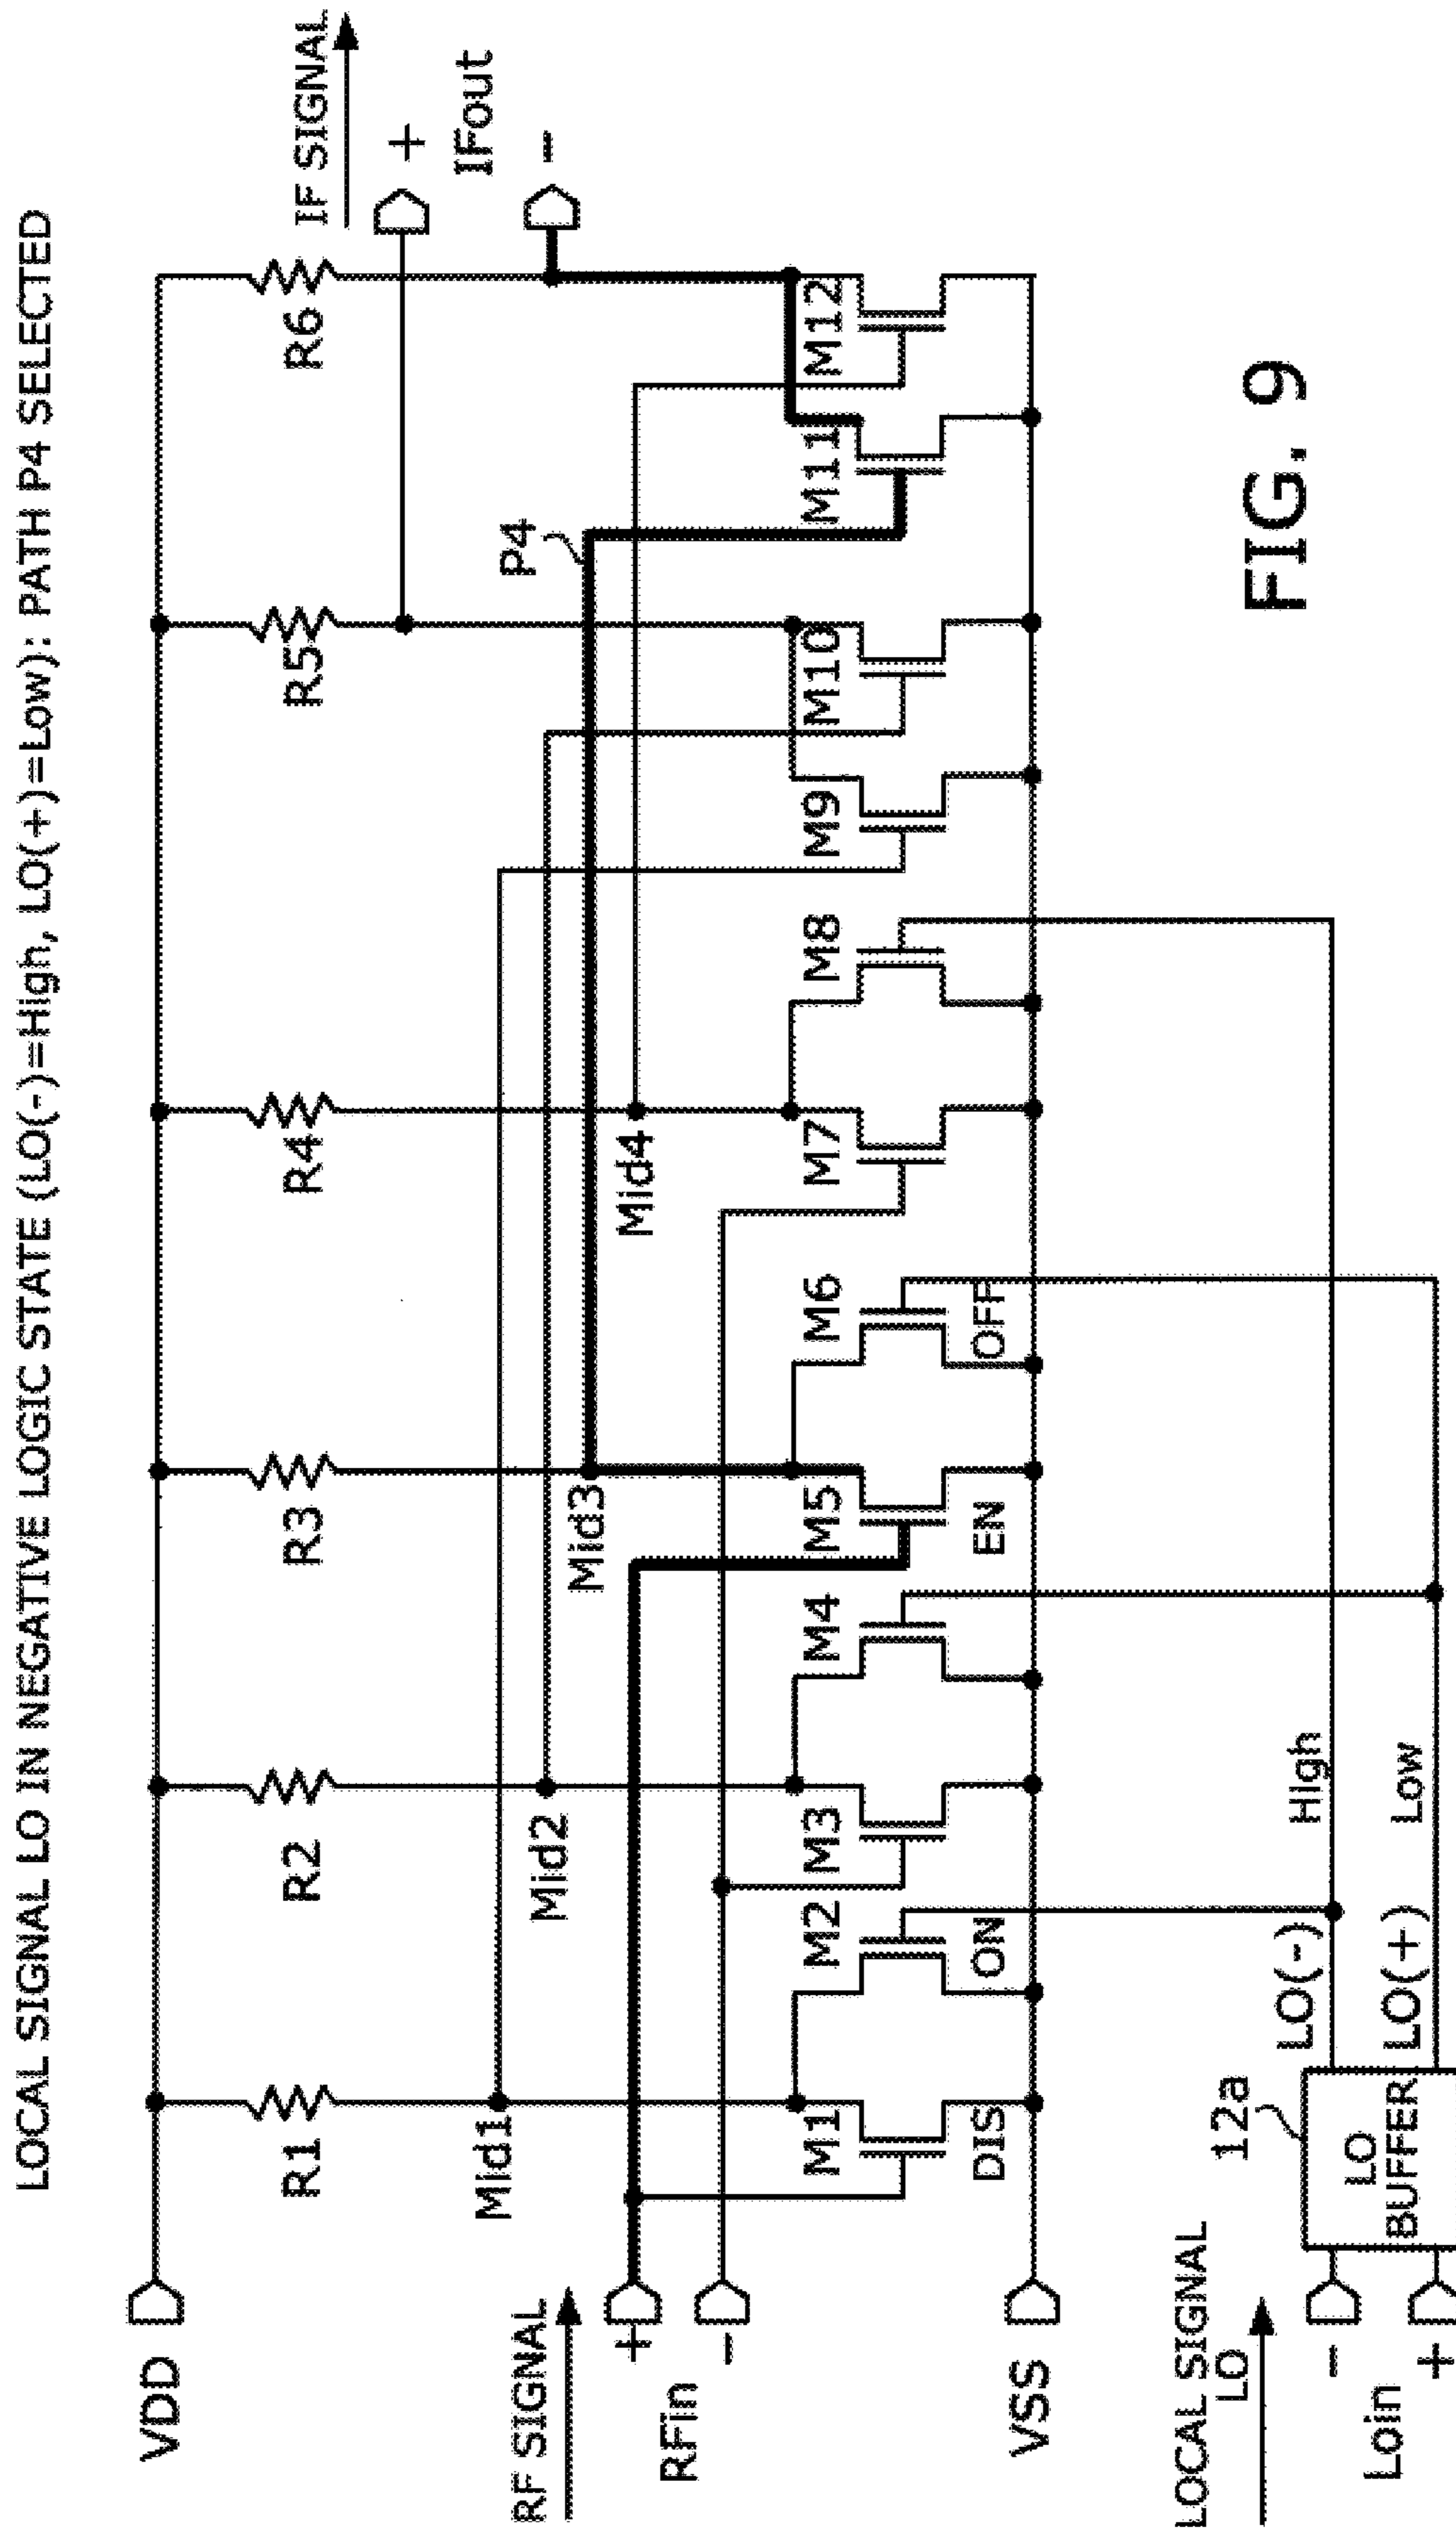 LOCAL SIGNAL LO IN NEGATIVE LOGIC STATE (LO(-)=High, LO(+)=Low): PATH P4 SELECTED
VDD
R1
R2
R3
R4
R5
R6
IF SIGNAL
+
IFout
-
Mid1
Mid2
Mid3
Mid4
P4
RF SIGNAL
+
RFin
-
M1
M2
M3
M4
M5
M6
M7
M8
M9
M10
M11
M12
DIS
ON
EN
OFF
VSS
LOCAL SIGNAL
LO
12a
-
Loin
+
LO
BUFFER
LO(-)
High
LO(+)
Low
FIG. 9